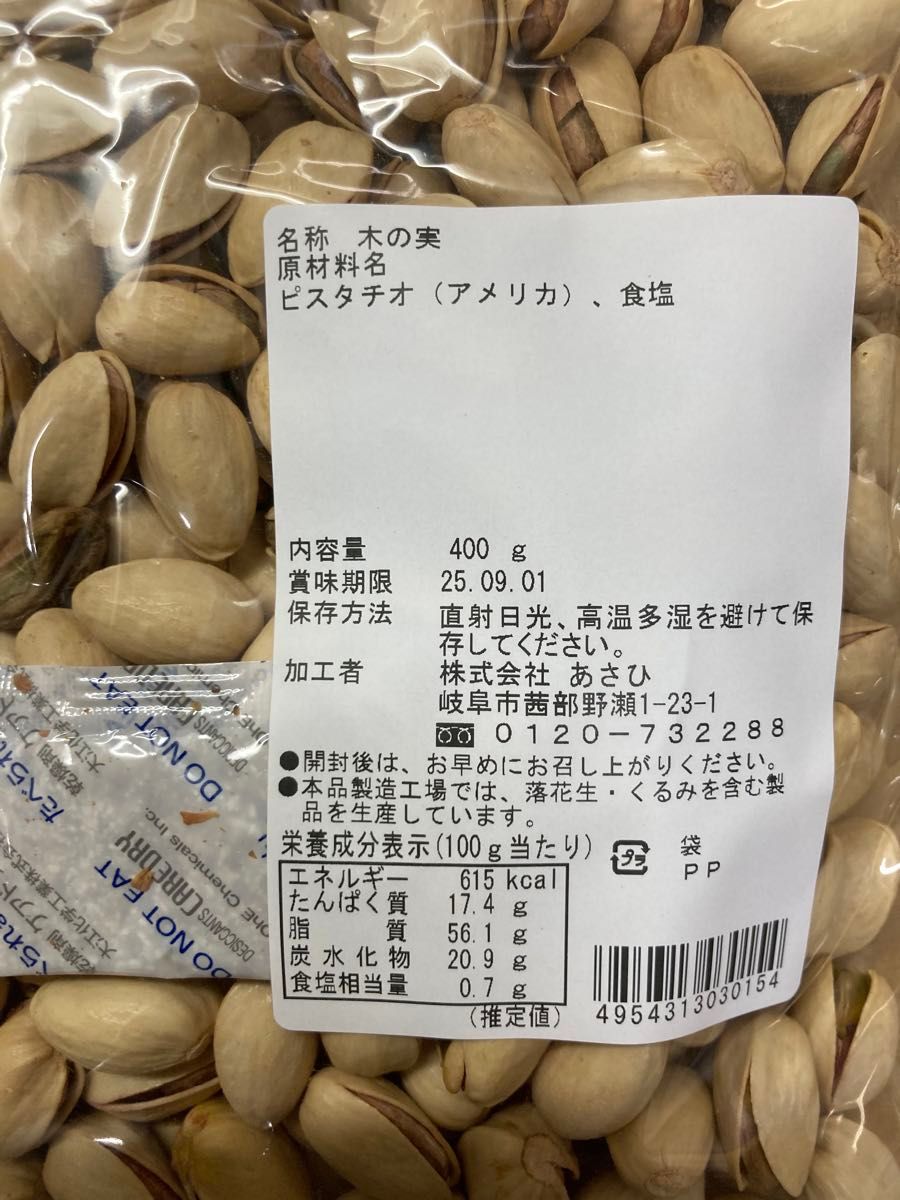 名称　木の実
原材料名
ピスタチオ（アメリカ）、食塩
内容量　400 g
賞味期限　25.09.01
保存方法　直射日光、高温多湿を避けて保
存してください。
加工者　株式会社 あさひ
岐阜市茜部野瀬1-23-1
0120-732288
●開封後は、お早めにお召し上がりください。
●本品製造工場では、落花生・くるみを含む製
品を生産しています。
栄養成分表示(100g当たり)
プラ
袋
PP
エネルギー　615 kcal
たんぱく質　17.4 g
脂　　質　56.1 g
炭水化物　20.9 g
食塩相当量　0.7 g
(推定値)
4954313030154
DO NOT EAT
DESICCANTS CAREDRY
Chemicals Inc.
DO NOT EAT